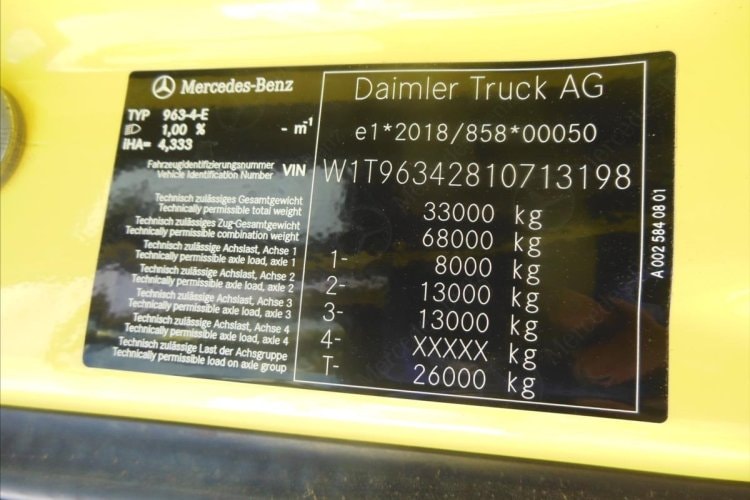 Mercedes-Benz
Daimler Truck AG
TYP 963-4-E
1,00 % - m-1
iHA= 4,333
e1*2018/858*00050
Fahrzeugidentifizierungsnummer
Vehicle Identification Number VIN
W1T96342810713198
Technisch zulässiges Gesamtgewicht
Technically permissible total weight
33000 kg
Technisch zulässiges Zug-Gesamtgewicht
Technically permissible combination weight
68000 kg
Technisch zulässige Achslast, Achse 1
Technically permissible axle load, axle 1
1- 8000 kg
Technisch zulässige Achslast, Achse 2
Technically permissible axle load, axle 2
2- 13000 kg
Technisch zulässige Achslast, Achse 3
Technically permissible axle load, axle 3
3- 13000 kg
Technisch zulässige Achslast, Achse 4
Technically permissible axle load, axle 4
4- XXXXX kg
Technisch zulässige Last der Achsgruppe
Technically permissible load on axle group
T- 26000 kg
A 002 584 08 01